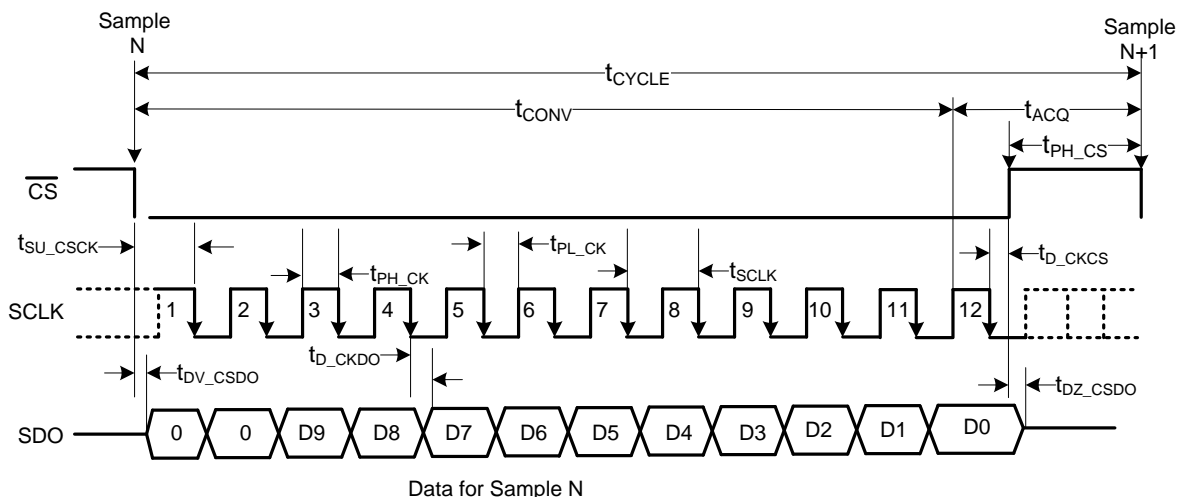 Sample
N
Sample
N+1
tCYCLE
tCONV
tACQ
tPH_CS
CS
tSU_CSCK
tPH_CK
tPL_CK
tSCLK
tD_CKCS
SCLK
1 2 3 4 5 6 7 8 9 10 11 12
tD_CKDO
tDV_CSDO
tDZ_CSDO
SDO
0 0 D9 D8 D7 D6 D5 D4 D3 D2 D1 D0
Data for Sample N